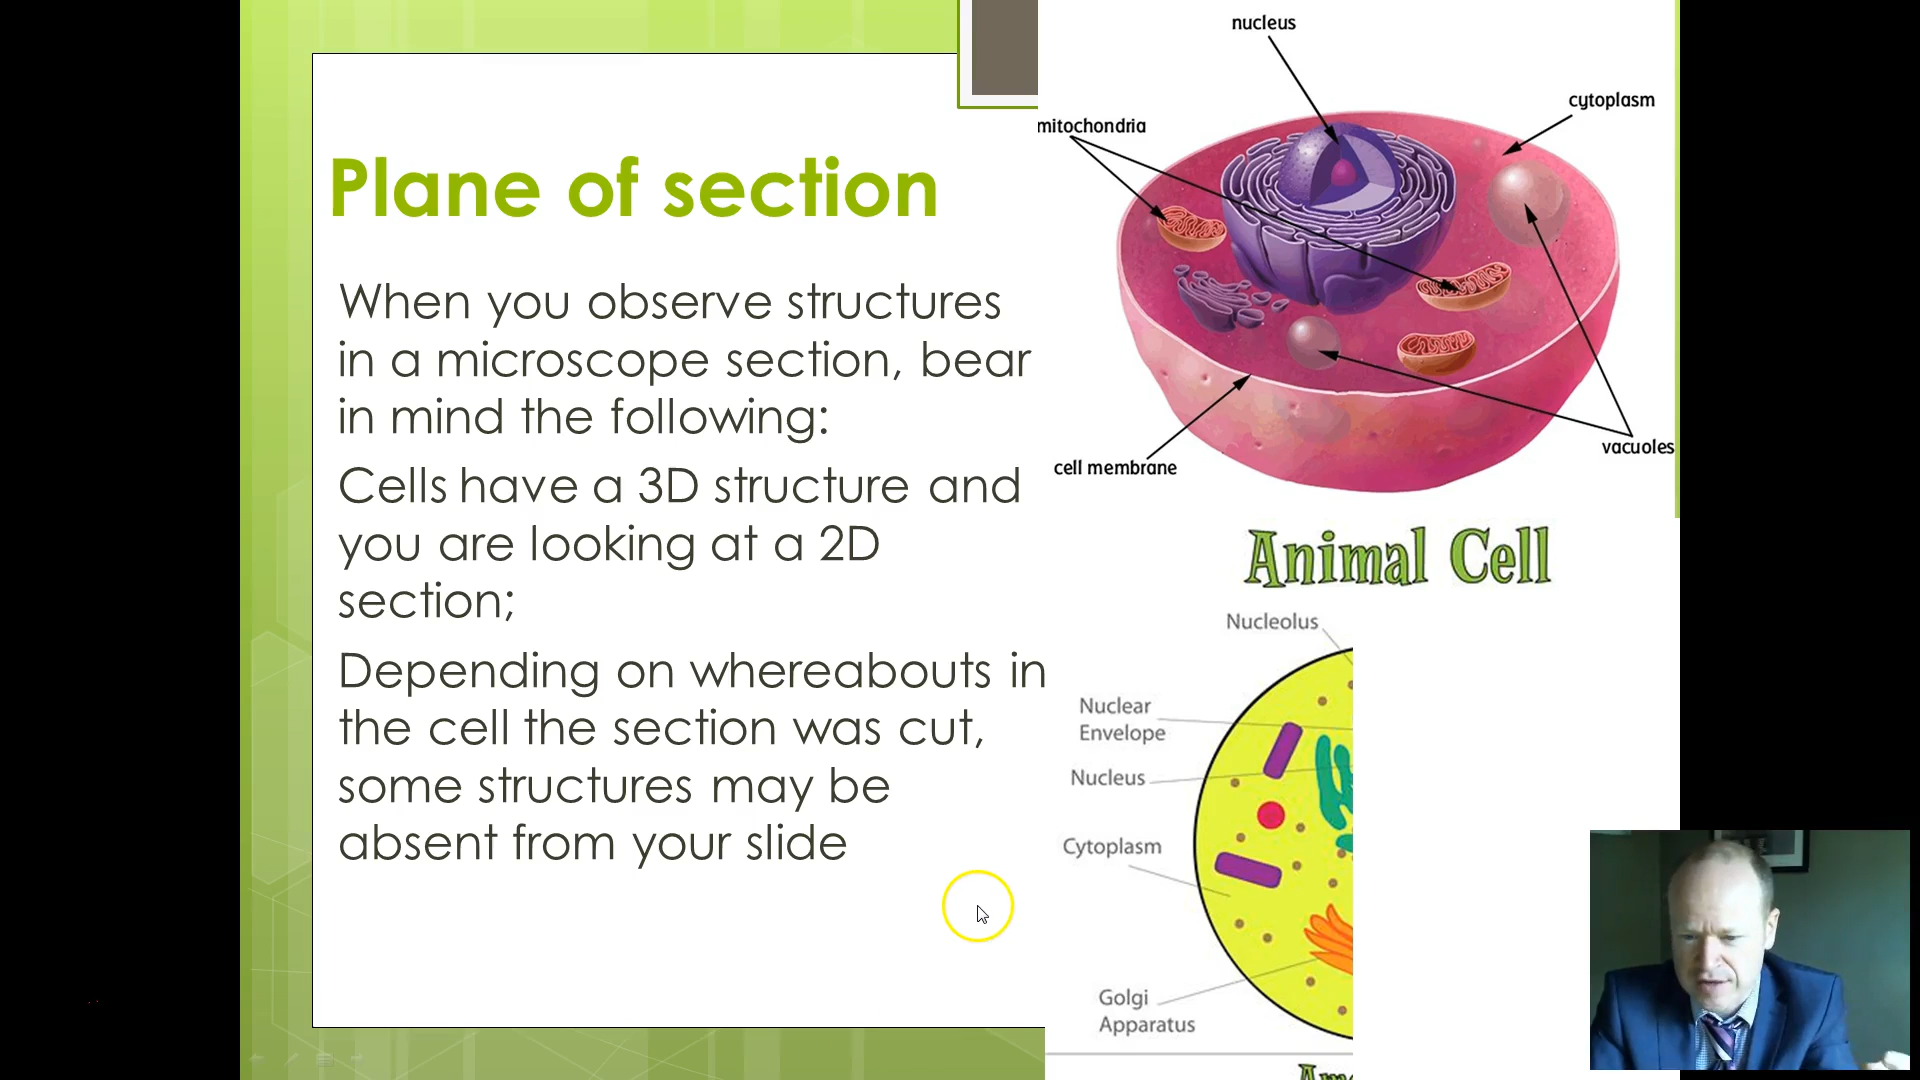 Plane of section
When you observe structures
in a microscope section, bear
in mind the following:
Cells have a 3D structure and
you are looking at a 2D
section;
Depending on whereabouts in
the cell the section was cut,
some structures may be
absent from your slide
nucleus
cytoplasm
mitochondria
cell membrane
vacuoles
Animal Cell
Nucleolus
Nuclear
Envelope
Nucleus
Cytoplasm
Golgi
Apparatus